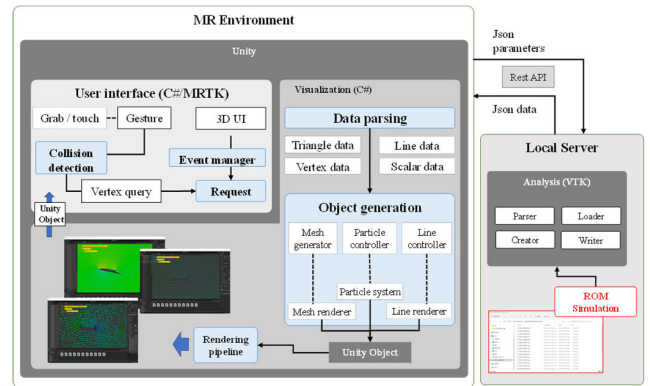 MR Environment
Unity
User interface (C#/MRTK)
Grab / touch
Gesture
3D UI
Collision
detection
Event manager
Vertex query
Request
Unity
Object
Visualization (C#)
Data parsing
Triangle data
Line data
Vertex data
Scalar data
Object generation
Mesh
generator
Particle
controller
Line
controller
Particle system
Mesh renderer
Line renderer
Rendering
pipeline
Unity Object
Json
parameters
Rest API
Json data
Local Server
Analysis (VTK)
Parser
Loader
Creator
Writer
ROM
Simulation